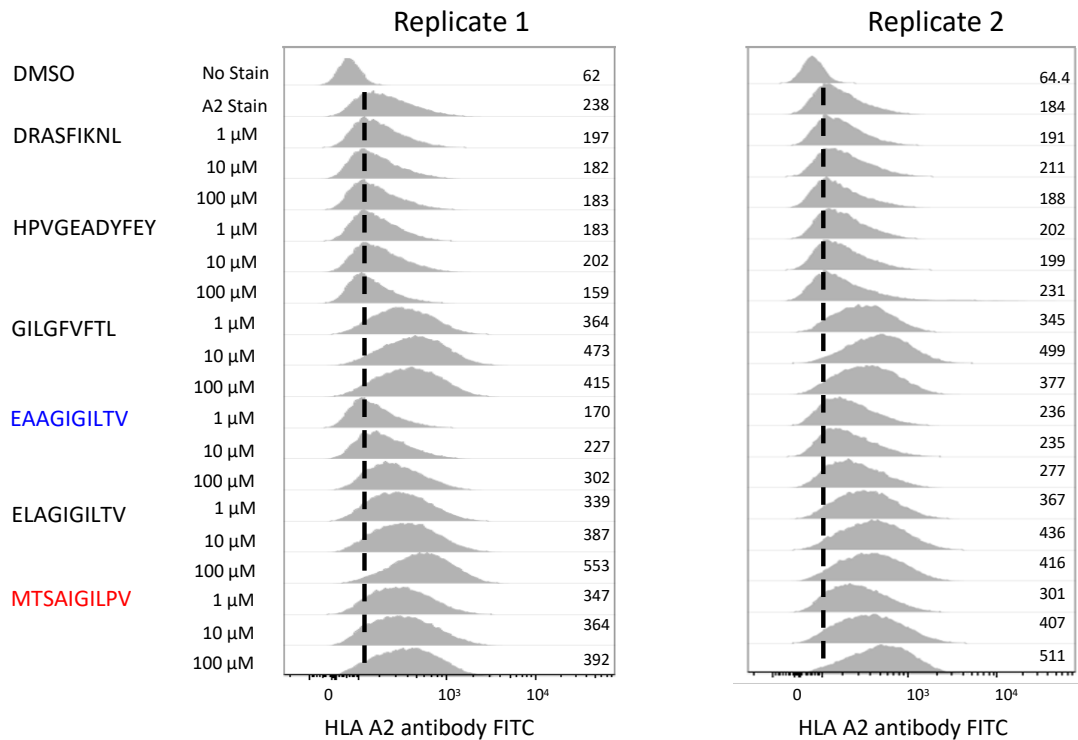 Replicate 1 Replicate 2
DMSO No Stain 62 64.4
A2 Stain 238 184
DRASFIKNL 1 µM 197 191
10 µM 182 211
100 µM 183 188
HPVGEADYFEY 1 µM 183 202
10 µM 202 199
100 µM 159 231
GILGFVFTL 1 µM 364 345
10 µM 473 499
100 µM 415 377
EAAGIGILTV 1 µM 170 236
10 µM 227 235
100 µM 302 277
ELAGIGILTV 1 µM 339 367
10 µM 387 436
100 µM 553 416
MTSAIGILPV 1 µM 347 301
10 µM 364 407
100 µM 392 511
0 10³ 10⁴ 0 10³ 10⁴
HLA A2 antibody FITC HLA A2 antibody FITC